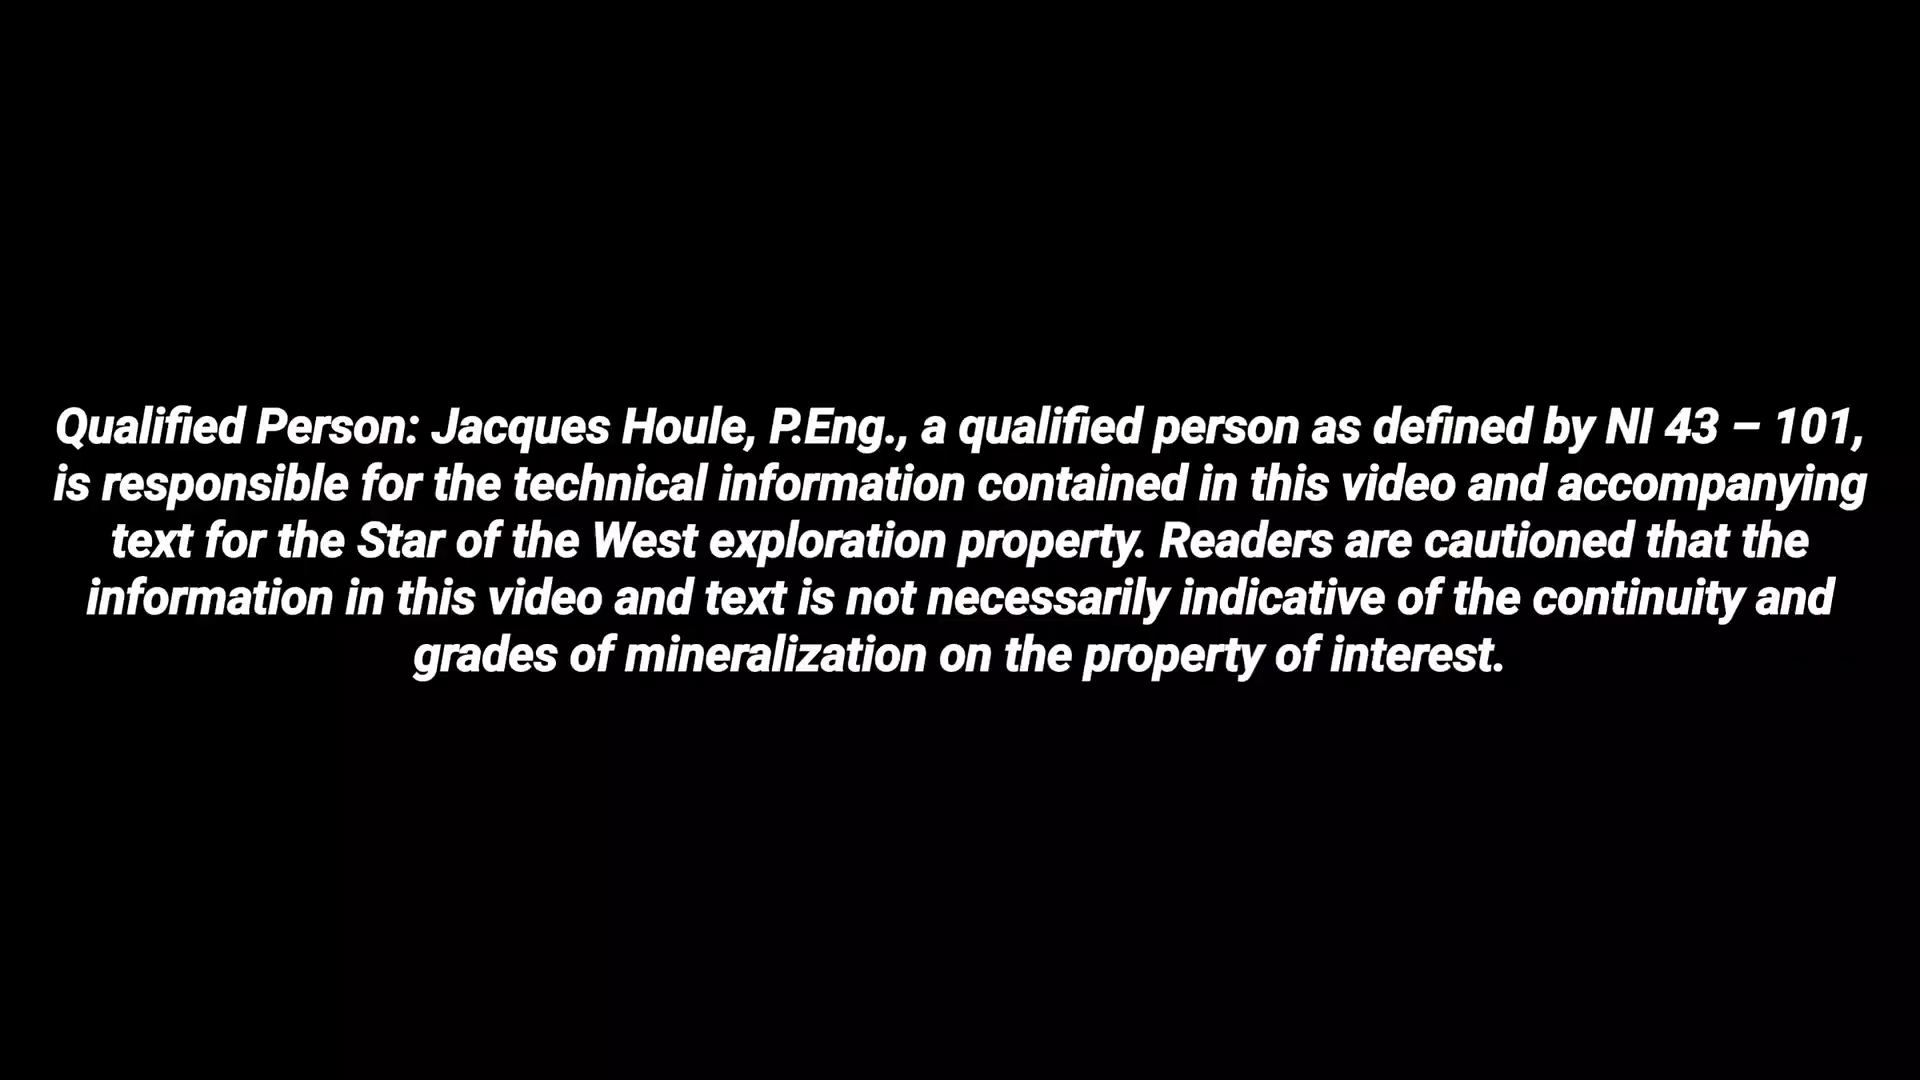 Qualified Person: Jacques Houle, P.Eng., a qualified person as defined by NI 43 – 101,
is responsible for the technical information contained in this video and accompanying
text for the Star of the West exploration property. Readers are cautioned that the
information in this video and text is not necessarily indicative of the continuity and
grades of mineralization on the property of interest.